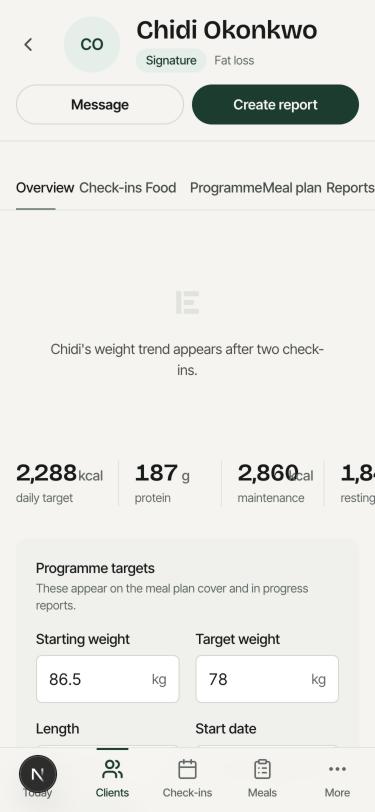 CO
Chidi Okonkwo
Signature Fat loss
Message Create report
Overview Check-ins Food Programme Meal plan Reports
Chidi's weight trend appears after two check-
ins.
2,288 kcal 187 g 2,860 kcal
daily target protein maintenance resting
Programme targets
These appear on the meal plan cover and in progress
reports.
Starting weight Target weight
86.5 kg 78 kg
Length Start date
N
Today Clients Check-ins Meals More